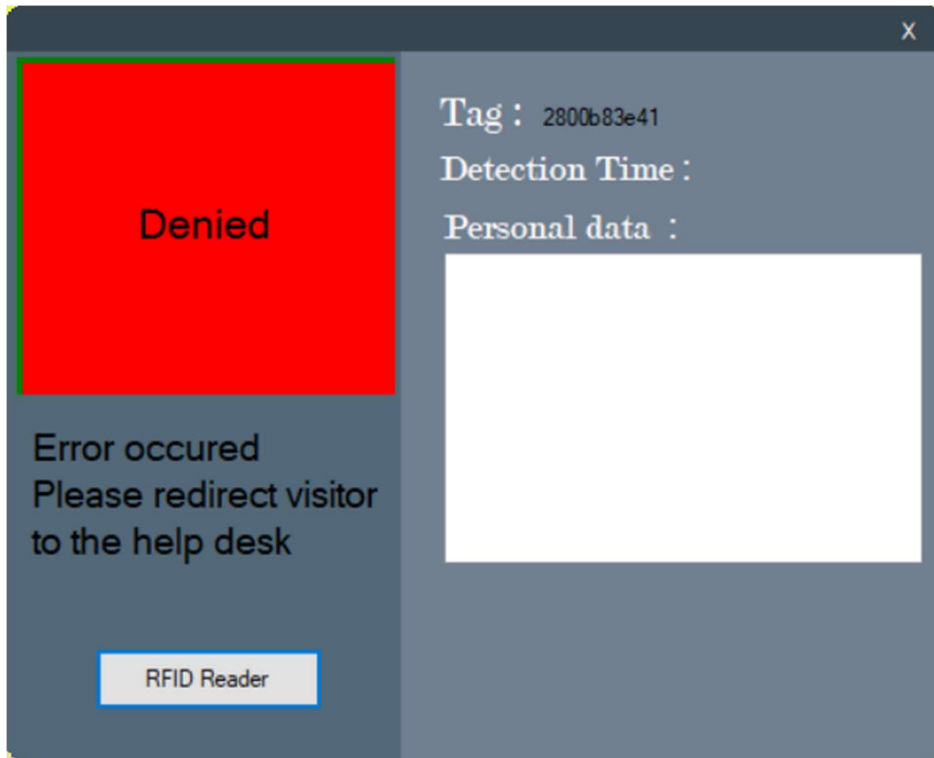 X
Denied
Error occured
Please redirect visitor
to the help desk
RFID Reader
Tag : 2800b83e41
Detection Time :
Personal data :